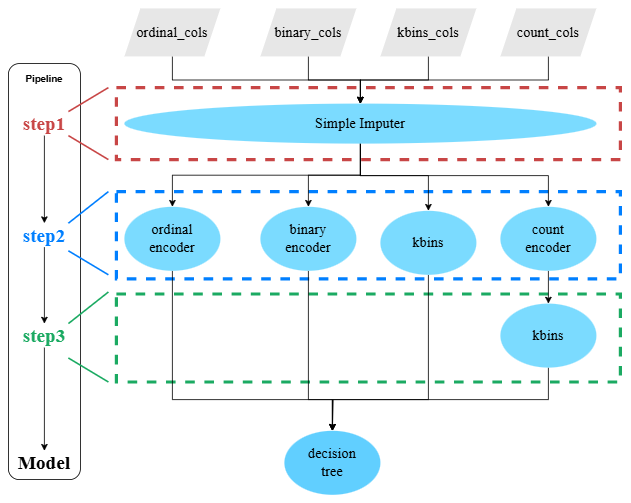 ordinal_cols
binary_cols
kbins_cols
count_cols
Pipeline
step1
Simple Imputer
step2
ordinal
encoder
binary
encoder
kbins
count
encoder
step3
kbins
Model
decision
tree